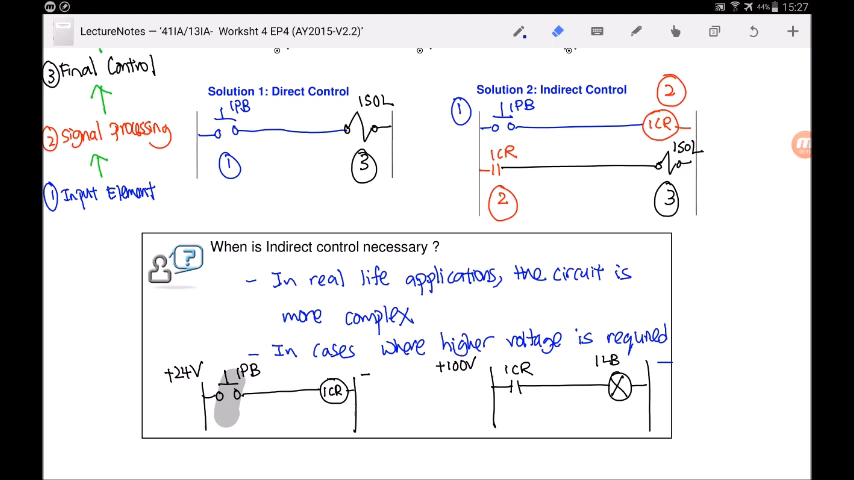 44% 15:27
LectureNotes — '41IA/13IA- Worksht 4 EP4 (AY2015-V2.2)'
③ Final Control
② Signal Processing
① Input Element
Solution 1: Direct Control
1PB 1SOL
① ③
Solution 2: Indirect Control
②
① 1PB 1CR
1CR 1SOL
② ③
When is Indirect control necessary ?
- In real life applications, the circuit is
more complex.
- In cases where higher voltage is required
+24V 1PB 1CR -
+100V 1CR 1LB -